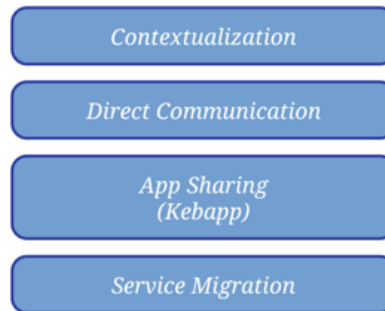 Contextualization
Direct Communication
App Sharing
(Kebapp)
Service Migration